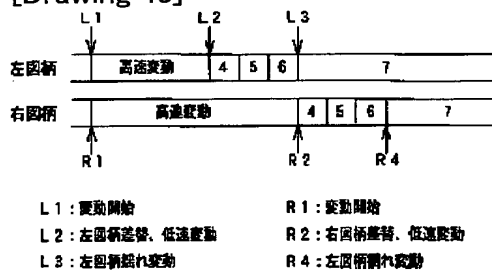 [Drawing 13]
L1 L2 L3
左図柄 高速変動 4 5 6 7
右図柄 高速変動 4 5 6 7
R1 R2 R4
L1:変動開始 R1:変動開始
L2:左図柄差替、低速変動 R2:右図柄差替、低速変動
L3:左図柄揺れ変動 R4:左図柄揺れ変動